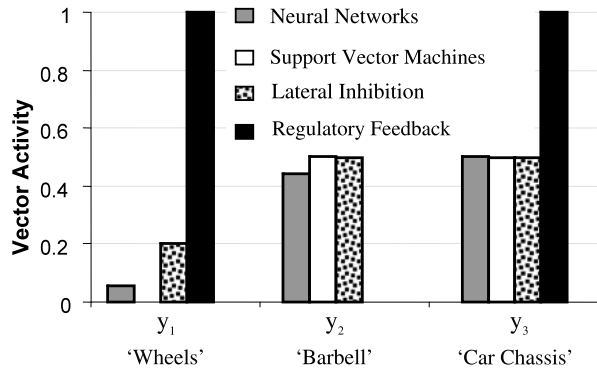 1
0.8
0.6
0.4
0.2
0
Vector Activity
Neural Networks
Support Vector Machines
Lateral Inhibition
Regulatory Feedback
y₁
y₂
y₃
‘Wheels’
‘Barbell’
‘Car Chassis’